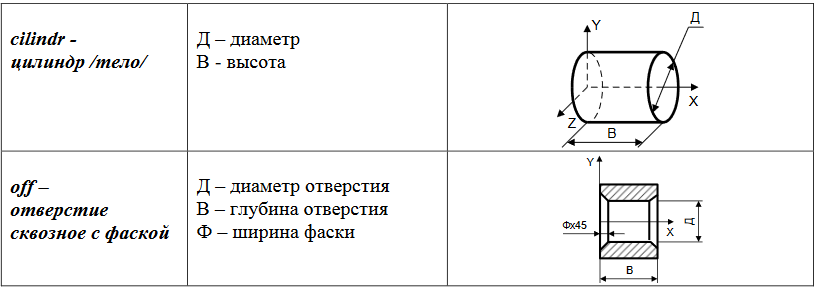 cilindr -
цилиндр /тело/
Д – диаметр
В - высота
Y
Д
X
Z
В
off –
отверстие
сквозное с фаской
Д – диаметр отверстия
В – глубина отверстия
Ф – ширина фаски
Y
Фх45
X
Д
В